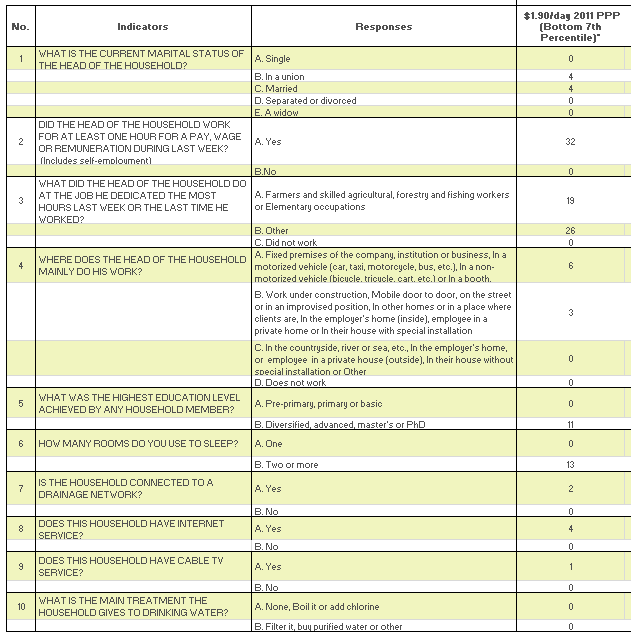 No.
Indicators
Responses
$1.90/day 2011 PPP
(Bottom 7th
Percentile)*
1
WHAT IS THE CURRENT MARITAL STATUS OF
THE HEAD OF THE HOUSEHOLD?
A. Single
0
B. In a union
4
C. Married
4
D. Separated or divorced
0
E. A widow
0
2
DID THE HEAD OF THE HOUSEHOLD WORK
FOR AT LEAST ONE HOUR FOR A PAY, WAGE
OR REMUNERATION DURING LAST WEEK?
(Includes self-employment)
A. Yes
32
B.No
0
3
WHAT DID THE HEAD OF THE HOUSEHOLD DO
AT THE JOB HE DEDICATED THE MOST
HOURS LAST WEEK OR THE LAST TIME HE
WORKED?
A. Farmers and skilled agricultural, forestry and fishing workers
or Elementary occupations
19
B. Other
26
C. Did not work
0
4
WHERE DOES THE HEAD OF THE HOUSEHOLD
MAINLY DO HIS WORK?
A. Fixed premises of the company, institution or business, In a
motorized vehicle (car, taxi, motorcycle, bus, etc.), In a non-
motorized vehicle (bicycle, tricycle, cart, etc.) or In a booth.
6
B. Work under construction, Mobile door to door, on the street
or in an improvised position, In other homes or in a place where
clients are, In the employer's home (inside), employee in a
private home or In their house with special installation
3
C. In the countryside, river or sea, etc., In the employer's home,
or employee in a private house (outside), In their house without
special installation or Other
0
D. Does not work
0
5
WHAT WAS THE HIGHEST EDUCATION LEVEL
ACHIEVED BY ANY HOUSEHOLD MEMBER?
A. Pre-primary, primary or basic
0
B. Diversified, advanced, master's or PhD
11
6
HOW MANY ROOMS DO YOU USE TO SLEEP?
A. One
0
B. Two or more
13
7
IS THE HOUSEHOLD CONNECTED TO A
DRAINAGE NETWORK?
A. Yes
2
B. No
0
8
DOES THIS HOUSEHOLD HAVE INTERNET
SERVICE?
A. Yes
4
B. No
0
9
DOES THIS HOUSEHOLD HAVE CABLE TV
SERVICE?
A. Yes
1
B. No
0
10
WHAT IS THE MAIN TREATMENT THE
HOUSEHOLD GIVES TO DRINKING WATER?
A. None, Boil it or add chlorine
0
B. Filter it, buy purified water or other
0